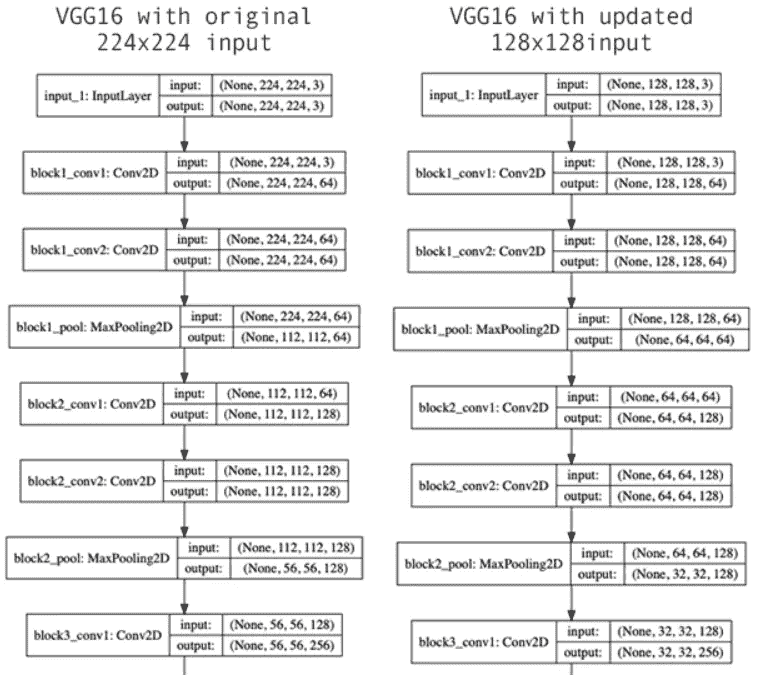 VGG16 with original
224x224 input
input_1: InputLayer
input: (None, 224, 224, 3)
output: (None, 224, 224, 3)
block1_conv1: Conv2D
input: (None, 224, 224, 3)
output: (None, 224, 224, 64)
block1_conv2: Conv2D
input: (None, 224, 224, 64)
output: (None, 224, 224, 64)
block1_pool: MaxPooling2D
input: (None, 224, 224, 64)
output: (None, 112, 112, 64)
block2_conv1: Conv2D
input: (None, 112, 112, 64)
output: (None, 112, 112, 128)
block2_conv2: Conv2D
input: (None, 112, 112, 128)
output: (None, 112, 112, 128)
block2_pool: MaxPooling2D
input: (None, 112, 112, 128)
output: (None, 56, 56, 128)
block3_conv1: Conv2D
input: (None, 56, 56, 128)
output: (None, 56, 56, 256)
VGG16 with updated
128x128input
input_1: InputLayer
input: (None, 128, 128, 3)
output: (None, 128, 128, 3)
block1_conv1: Conv2D
input: (None, 128, 128, 3)
output: (None, 128, 128, 64)
block1_conv2: Conv2D
input: (None, 128, 128, 64)
output: (None, 128, 128, 64)
block1_pool: MaxPooling2D
input: (None, 128, 128, 64)
output: (None, 64, 64, 64)
block2_conv1: Conv2D
input: (None, 64, 64, 64)
output: (None, 64, 64, 128)
block2_conv2: Conv2D
input: (None, 64, 64, 128)
output: (None, 64, 64, 128)
block2_pool: MaxPooling2D
input: (None, 64, 64, 128)
output: (None, 32, 32, 128)
block3_conv1: Conv2D
input: (None, 32, 32, 128)
output: (None, 32, 32, 256)